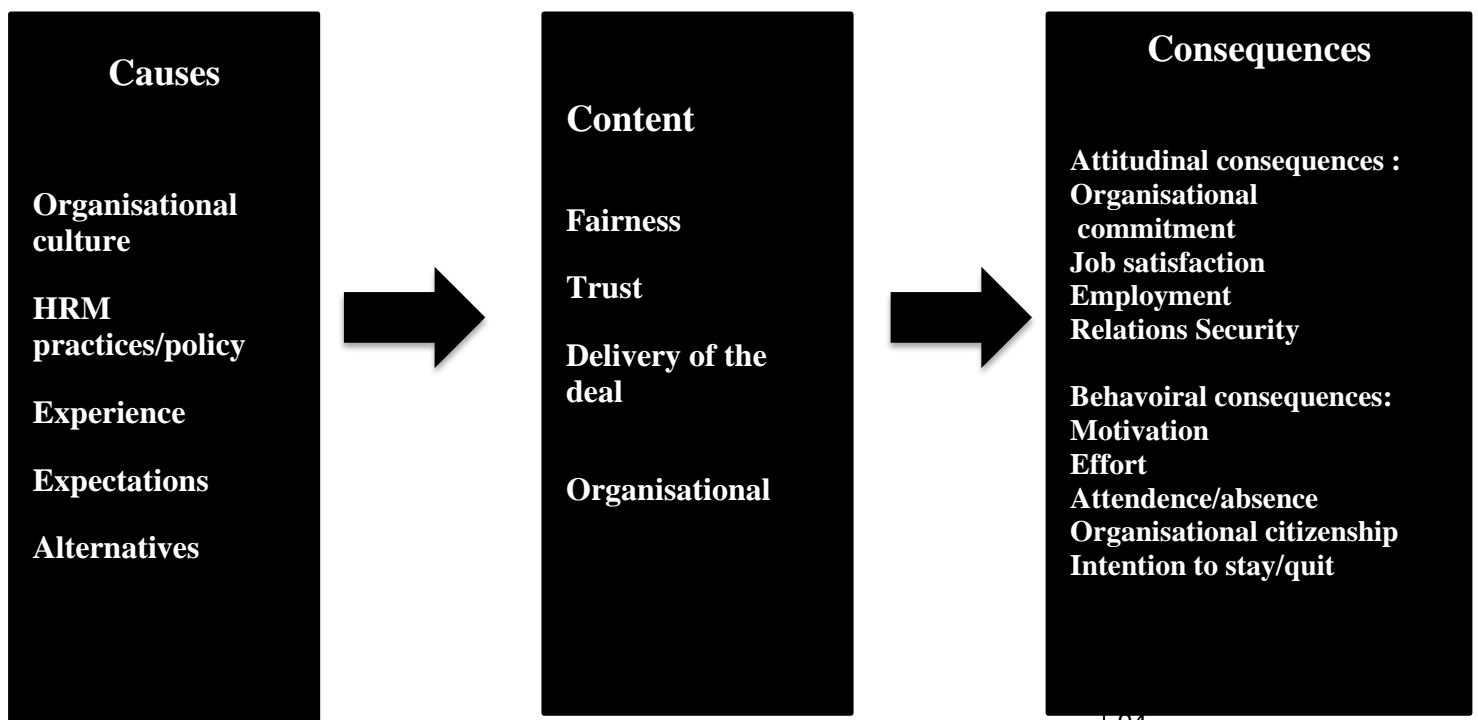 Causes
Organisational
culture
HRM
practices/policy
Experience
Expectations
Alternatives
Content
Fairness
Trust
Delivery of the
deal
Organisational
Consequences
Attitudinal consequences :
Organisational
commitment
Job satisfaction
Employment
Relations Security
Behavoiral consequences:
Motivation
Effort
Attendence/absence
Organisational citizenship
Intention to stay/quit